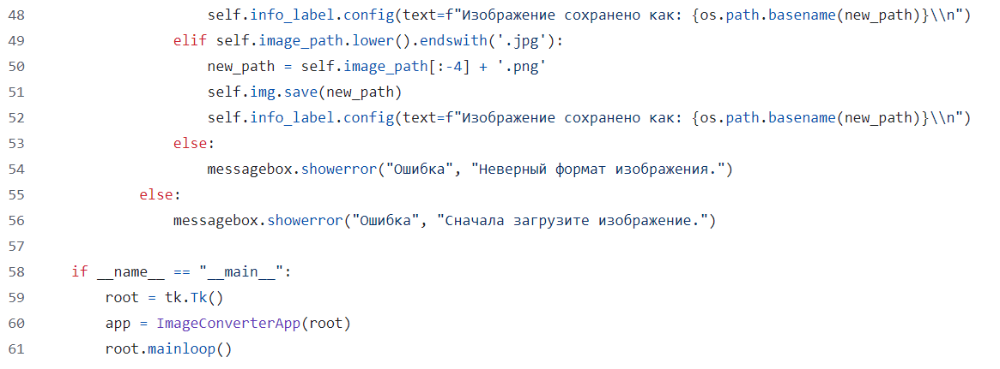 48 self.info_label.config(text=f"Изображение сохранено как: {os.path.basename(new_path)}\\n")
49 elif self.image_path.lower().endswith('.jpg'):
50 new_path = self.image_path[:-4] + '.png'
51 self.img.save(new_path)
52 self.info_label.config(text=f"Изображение сохранено как: {os.path.basename(new_path)}\\n")
53 else:
54 messagebox.showerror("Ошибка", "Неверный формат изображения.")
55 else:
56 messagebox.showerror("Ошибка", "Сначала загрузите изображение.")
57
58 if __name__ == "__main__":
59 root = tk.Tk()
60 app = ImageConverterApp(root)
61 root.mainloop()